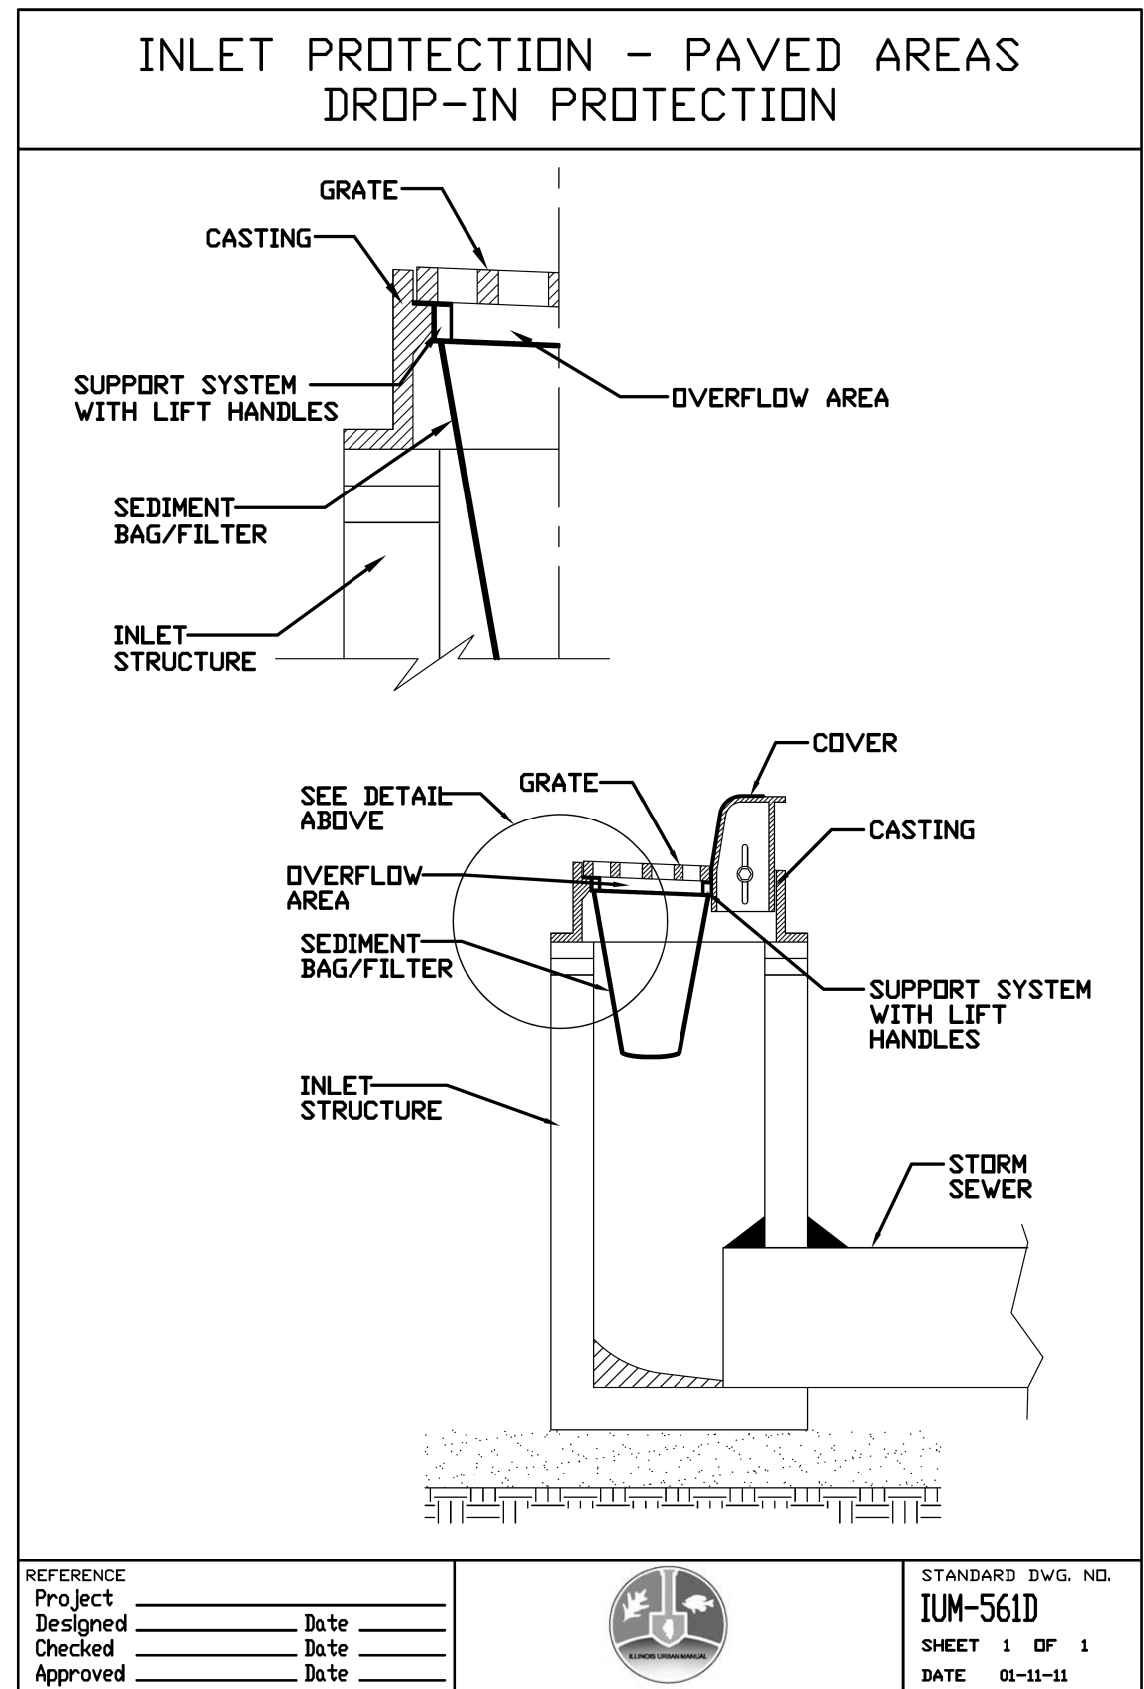 INLET PROTECTION - PAVED AREAS
DROP-IN PROTECTION
GRATE
CASTING
SUPPORT SYSTEM
WITH LIFT HANDLES
OVERFLOW AREA
SEDIMENT
BAG/FILTER
INLET
STRUCTURE
COVER
GRATE
SEE DETAIL
ABOVE
CASTING
OVERFLOW
AREA
SEDIMENT
BAG/FILTER
SUPPORT SYSTEM
WITH LIFT
HANDLES
INLET
STRUCTURE
STORM
SEWER
REFERENCE
Project
Designed Date
Checked Date
Approved Date
ILLINOIS URBAN MANUAL
STANDARD DWG. NO.
IUM-561D
SHEET 1 OF 1
DATE 01-11-11